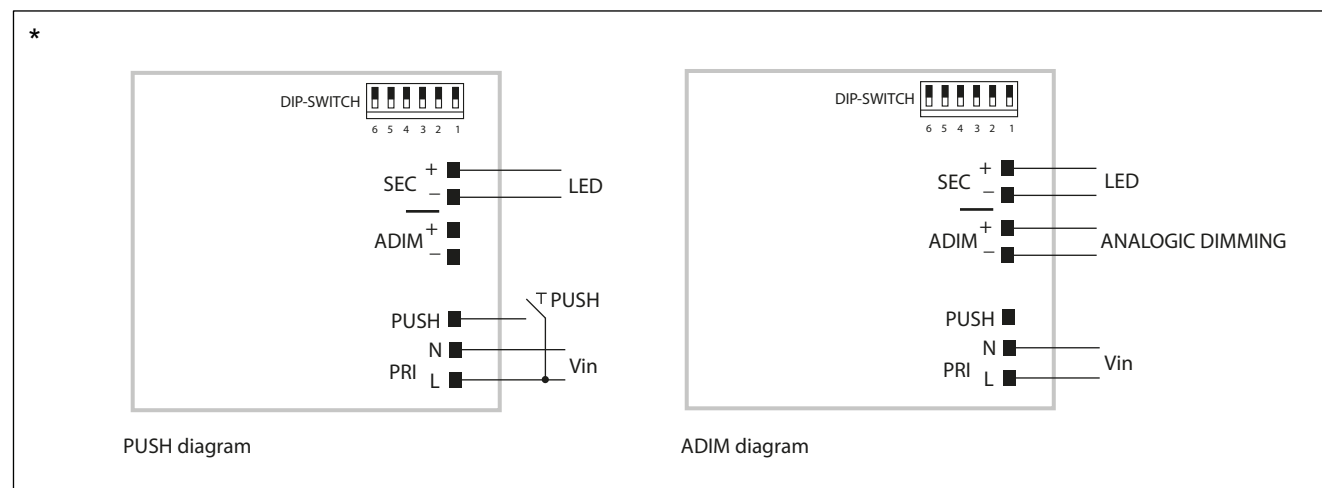 *
DIP-SWITCH
6 5 4 3 2 1
SEC + −
LED
ADIM + −
PUSH
PUSH
N
PRI L
Vin
PUSH diagram
DIP-SWITCH
6 5 4 3 2 1
SEC + −
LED
ADIM + −
ANALOGIC DIMMING
PUSH
N
PRI L
Vin
ADIM diagram